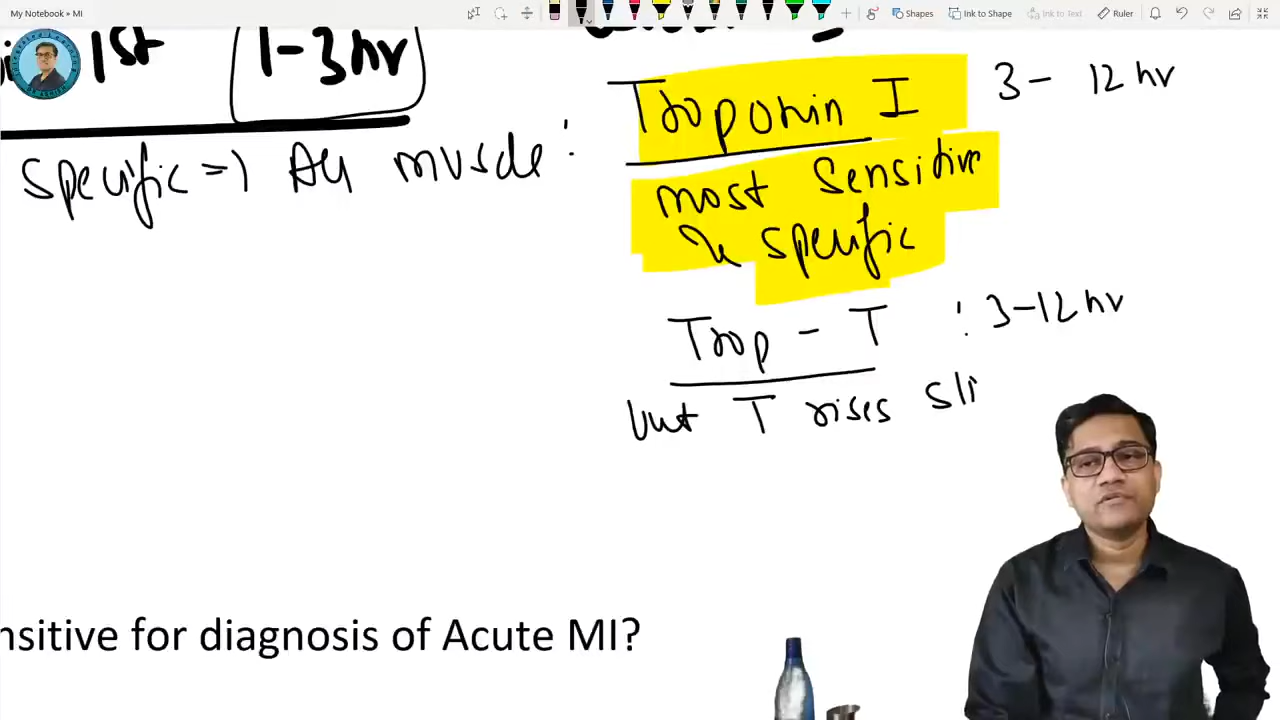 My Notebook » MI
Shapes
Ink to Shape
Ink to Text
Ruler
1st
1-3hr
Troponin I
3 - 12 hr
specific => All muscle :
most sensitive
& specific
Trop - T : 3-12 hr
but T rises sli
nsitive for diagnosis of Acute MI?